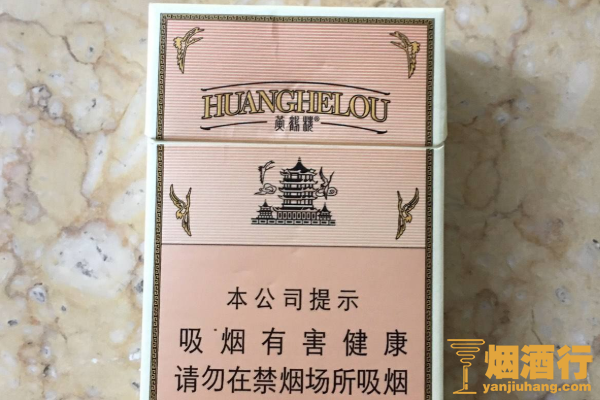 HUANGHELOU
黄鹤楼®
本公司提示
吸烟有害健康
请勿在禁烟场所吸烟
烟酒行
yanjiuhang.com